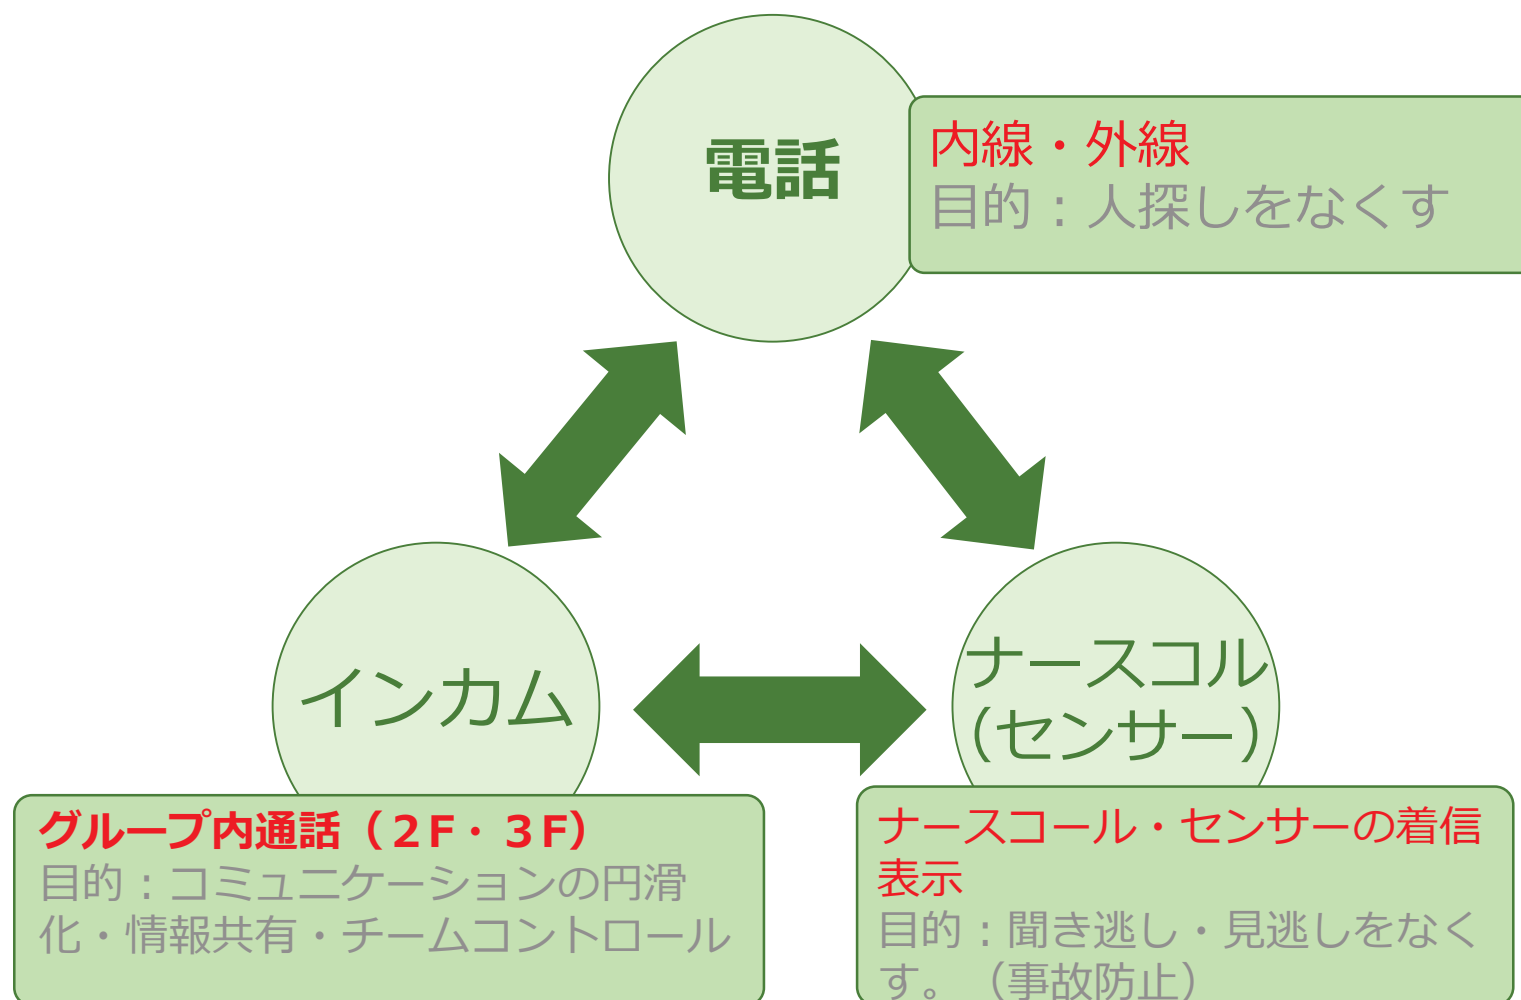 電話
内線・外線
目的：人探しをなくす
インカム
ナースコル
（センサー）
グループ内通話（２F・３F）
目的：コミュニケーションの円滑
化・情報共有・チームコントロール
ナースコール・センサーの着信
表示
目的：聞き逃し・見逃しをなく
す。（事故防止）